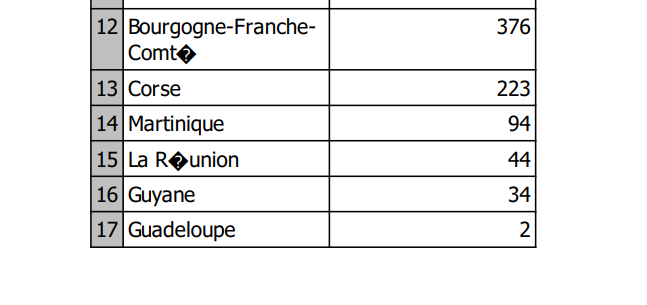 12 Bourgogne-Franche- 376
Comt�
13 Corse 223
14 Martinique 94
15 La R�union 44
16 Guyane 34
17 Guadeloupe 2